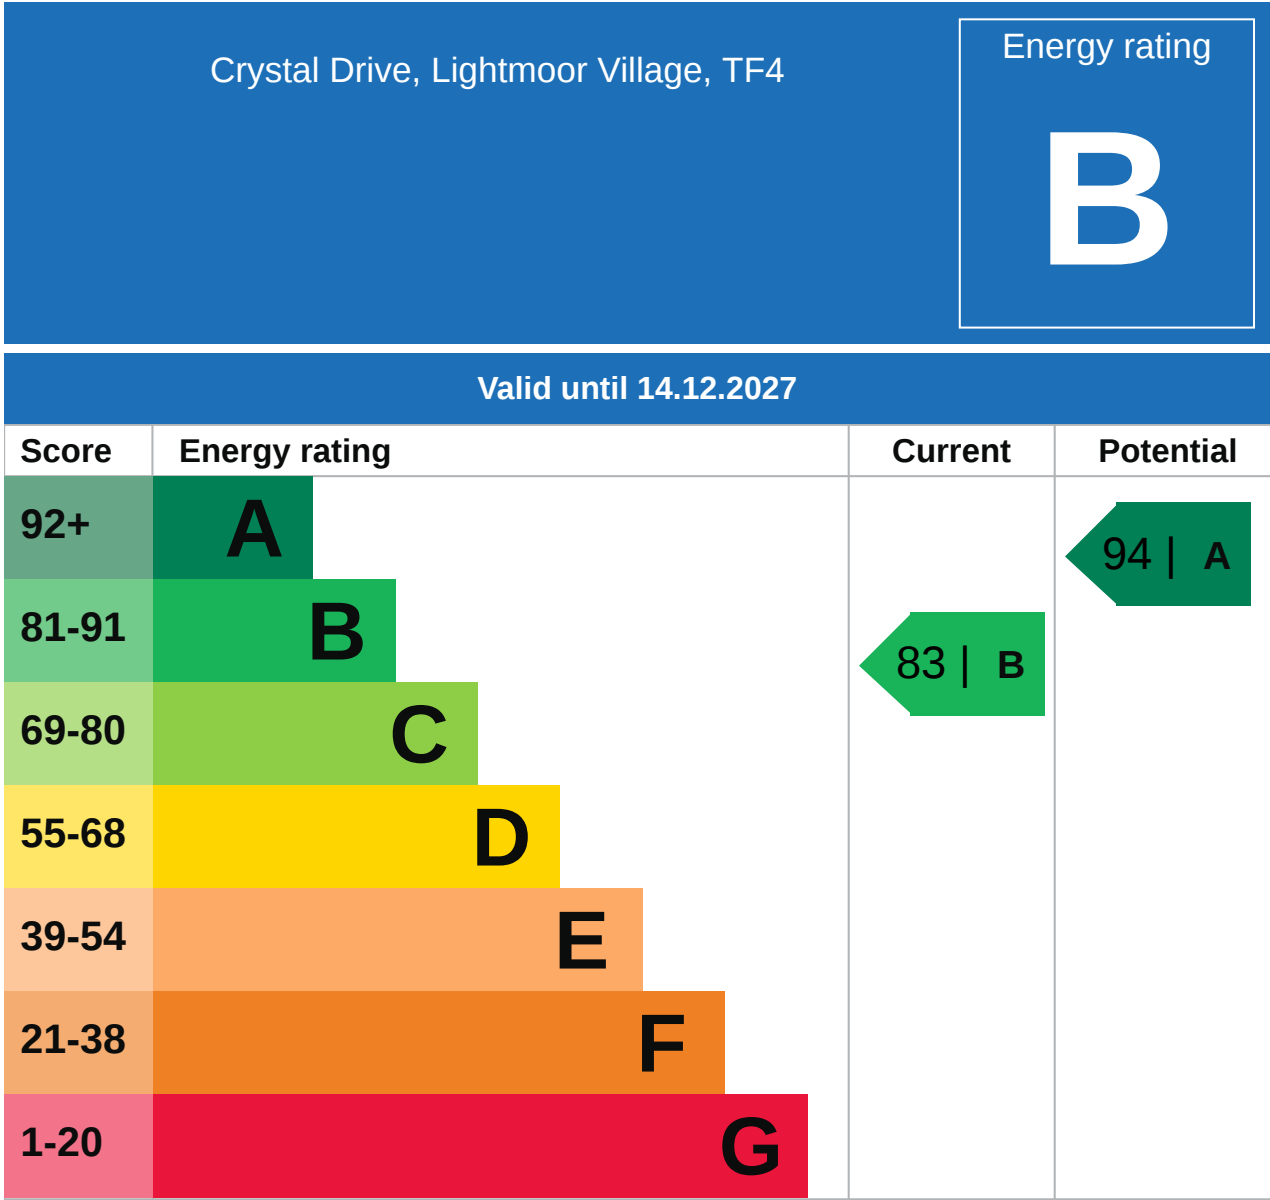 Crystal Drive, Lightmoor Village, TF4
Energy rating
B
Valid until 14.12.2027
Score Energy rating Current Potential
92+ A 94 | A
81-91 B 83 | B
69-80 C
55-68 D
39-54 E
21-38 F
1-20 G